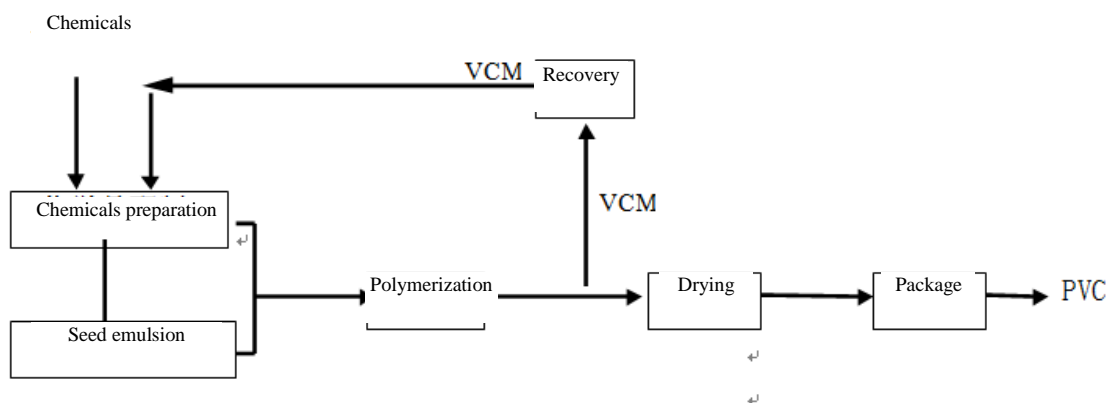 Chemicals
VCM
Recovery
VCM
Chemicals preparation
Polymerization
Drying
Package
PVC
Seed emulsion